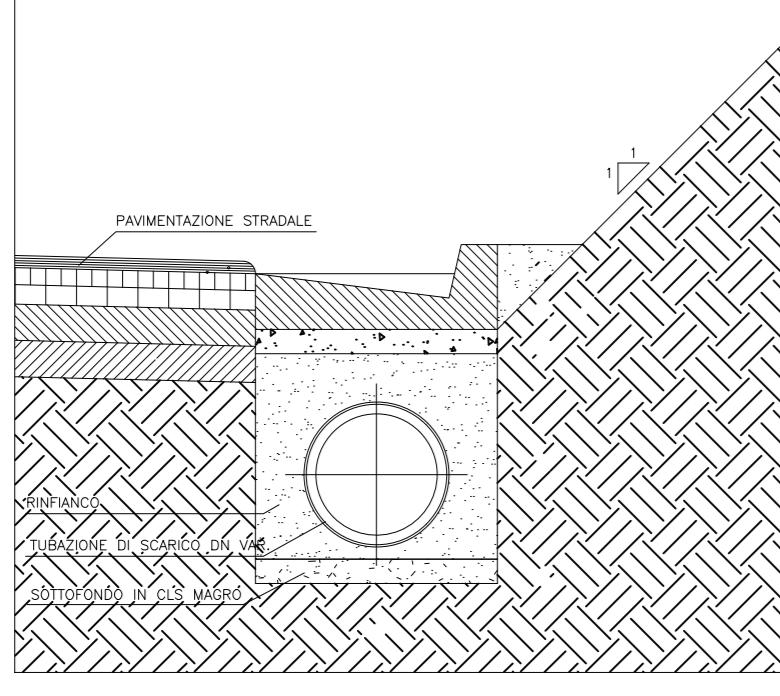 1
1
PAVIMENTAZIONE STRADALE
RINFIANCO
TUBAZIONE DI SCARICO DN VAR
SOTTOFONDO IN CLS MAGRO